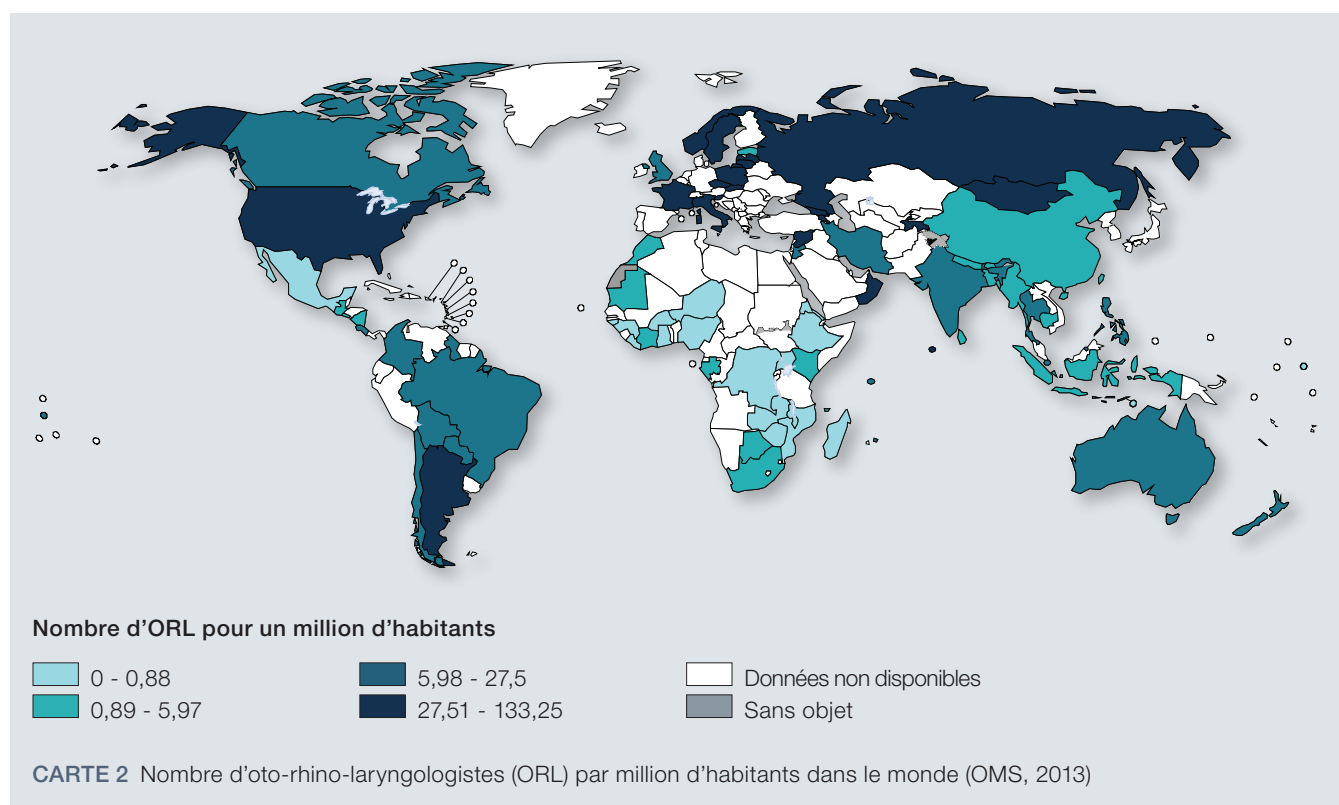 Nombre d'ORL pour un million d'habitants
0 - 0,88
0,89 - 5,97
5,98 - 27,5
27,51 - 133,25
Données non disponibles
Sans objet
CARTE 2 Nombre d'oto-rhino-laryngologistes (ORL) par million d'habitants dans le monde (OMS, 2013)